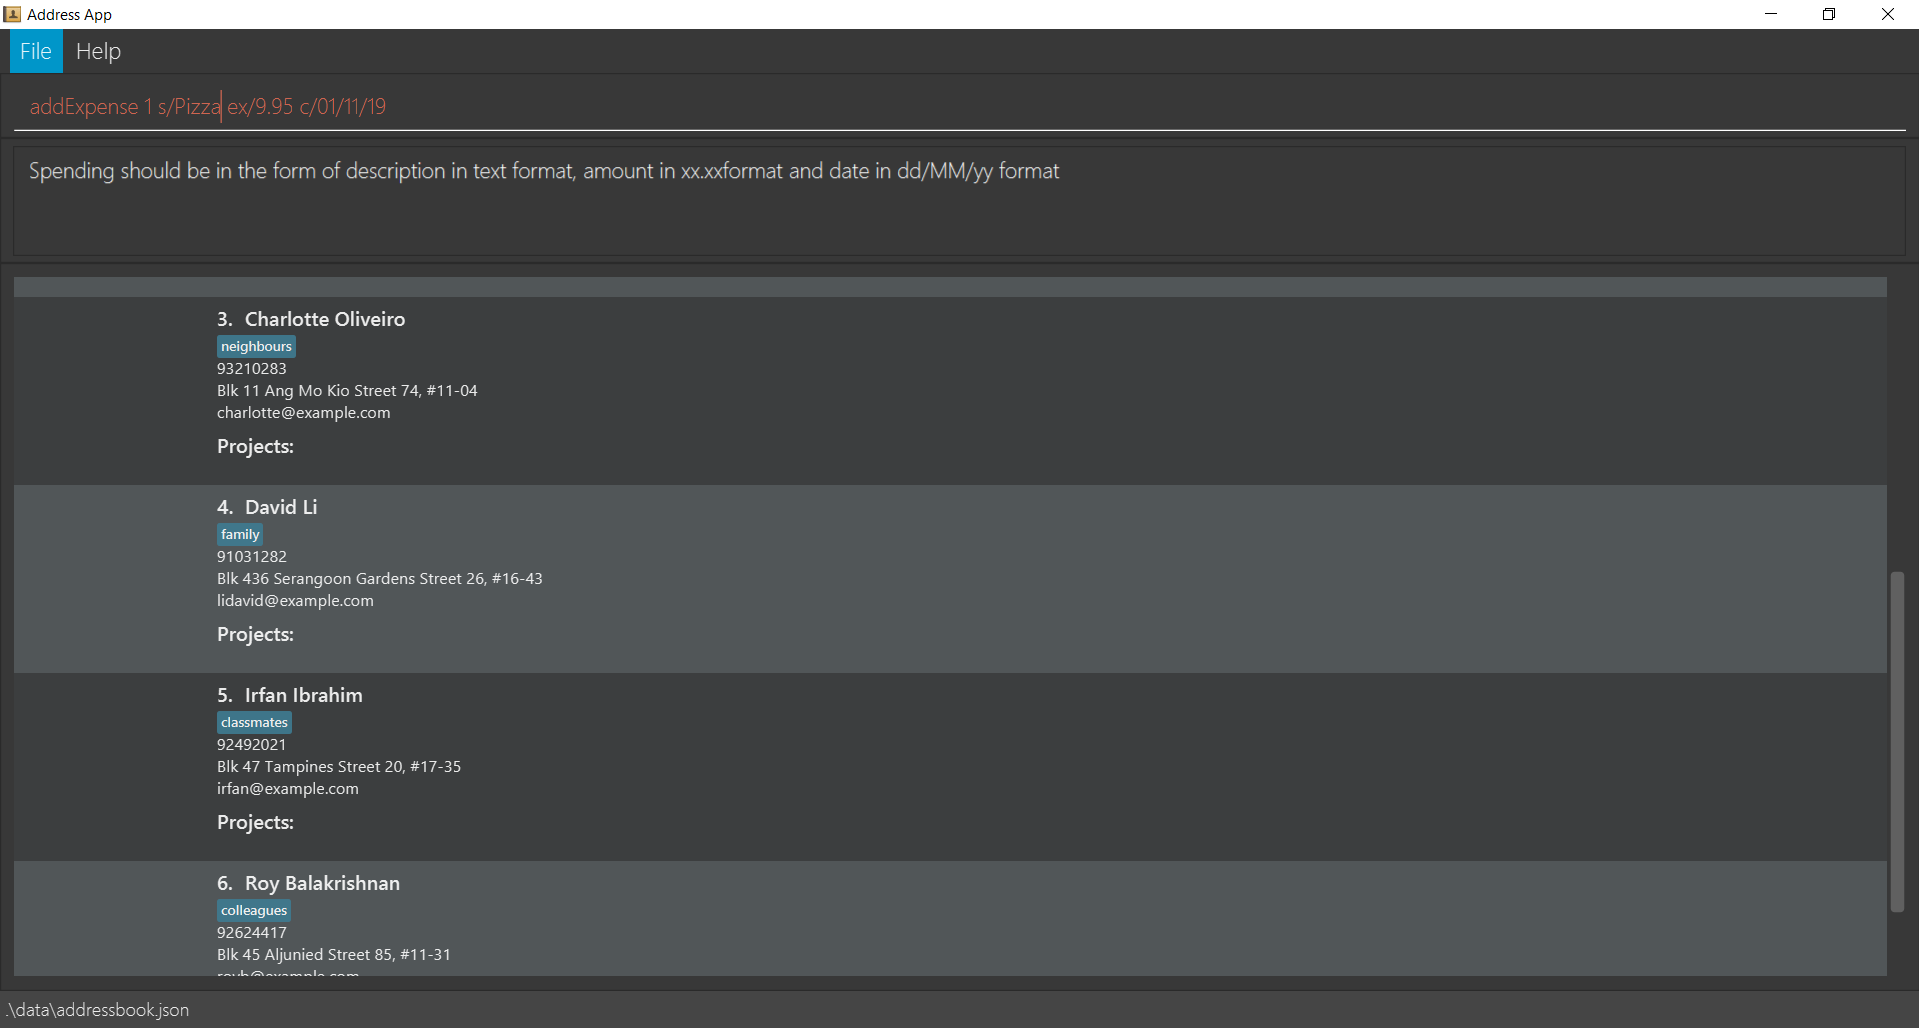 Address App
File Help
addExpense 1 s/Pizza ex/9.95 c/01/11/19
Spending should be in the form of description in text format, amount in xx.xxformat and date in dd/MM/yy format
3. Charlotte Oliveiro
neighbours
93210283
Blk 11 Ang Mo Kio Street 74, #11-04
charlotte@example.com
Projects:
4. David Li
family
91031282
Blk 436 Serangoon Gardens Street 26, #16-43
lidavid@example.com
Projects:
5. Irfan Ibrahim
classmates
92492021
Blk 47 Tampines Street 20, #17-35
irfan@example.com
Projects:
6. Roy Balakrishnan
colleagues
92624417
Blk 45 Aljunied Street 85, #11-31
.\data\addressbook.json